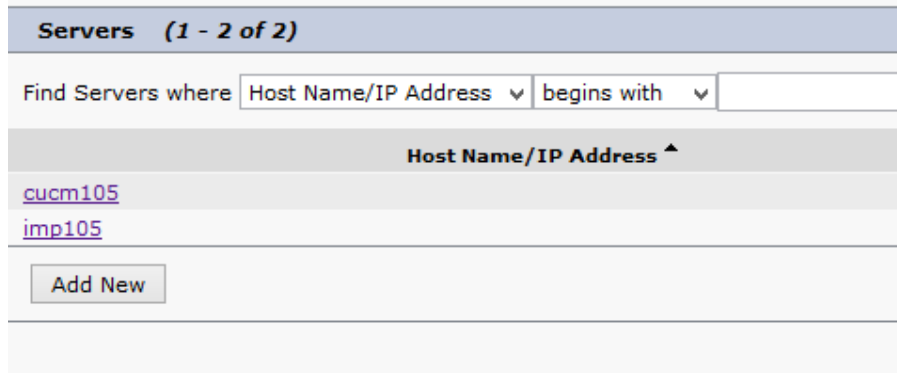 Servers (1 - 2 of 2)
Find Servers where Host Name/IP Address begins with
Host Name/IP Address
cucm105
imp105
Add New